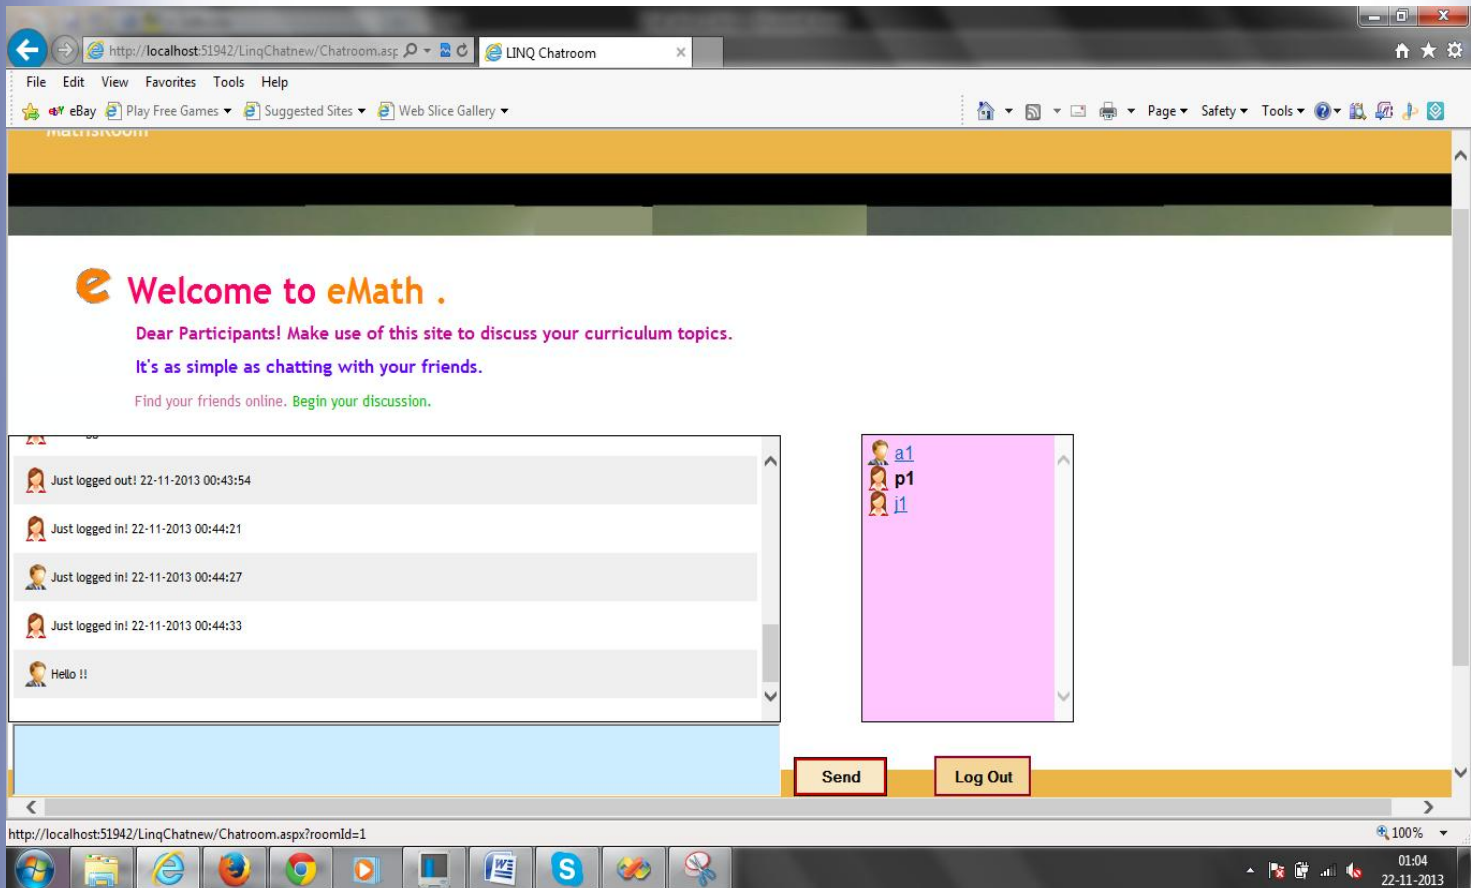 http://localhost:51942/LinqChatnew/Chatroom.asp
LINQ Chatroom
File Edit View Favorites Tools Help
eBay Play Free Games Suggested Sites Web Slice Gallery
Page Safety Tools
MathsRoom
e Welcome to eMath .
Dear Participants! Make use of this site to discuss your curriculum topics.
It's as simple as chatting with your friends.
Find your friends online. Begin your discussion.
Just logged out! 22-11-2013 00:43:54
Just logged in! 22-11-2013 00:44:21
Just logged in! 22-11-2013 00:44:27
Just logged in! 22-11-2013 00:44:33
Hello !!
a1
p1
j1
Send
Log Out
http://localhost:51942/LinqChatnew/Chatroom.aspx?roomId=1
100%
01:04
22-11-2013